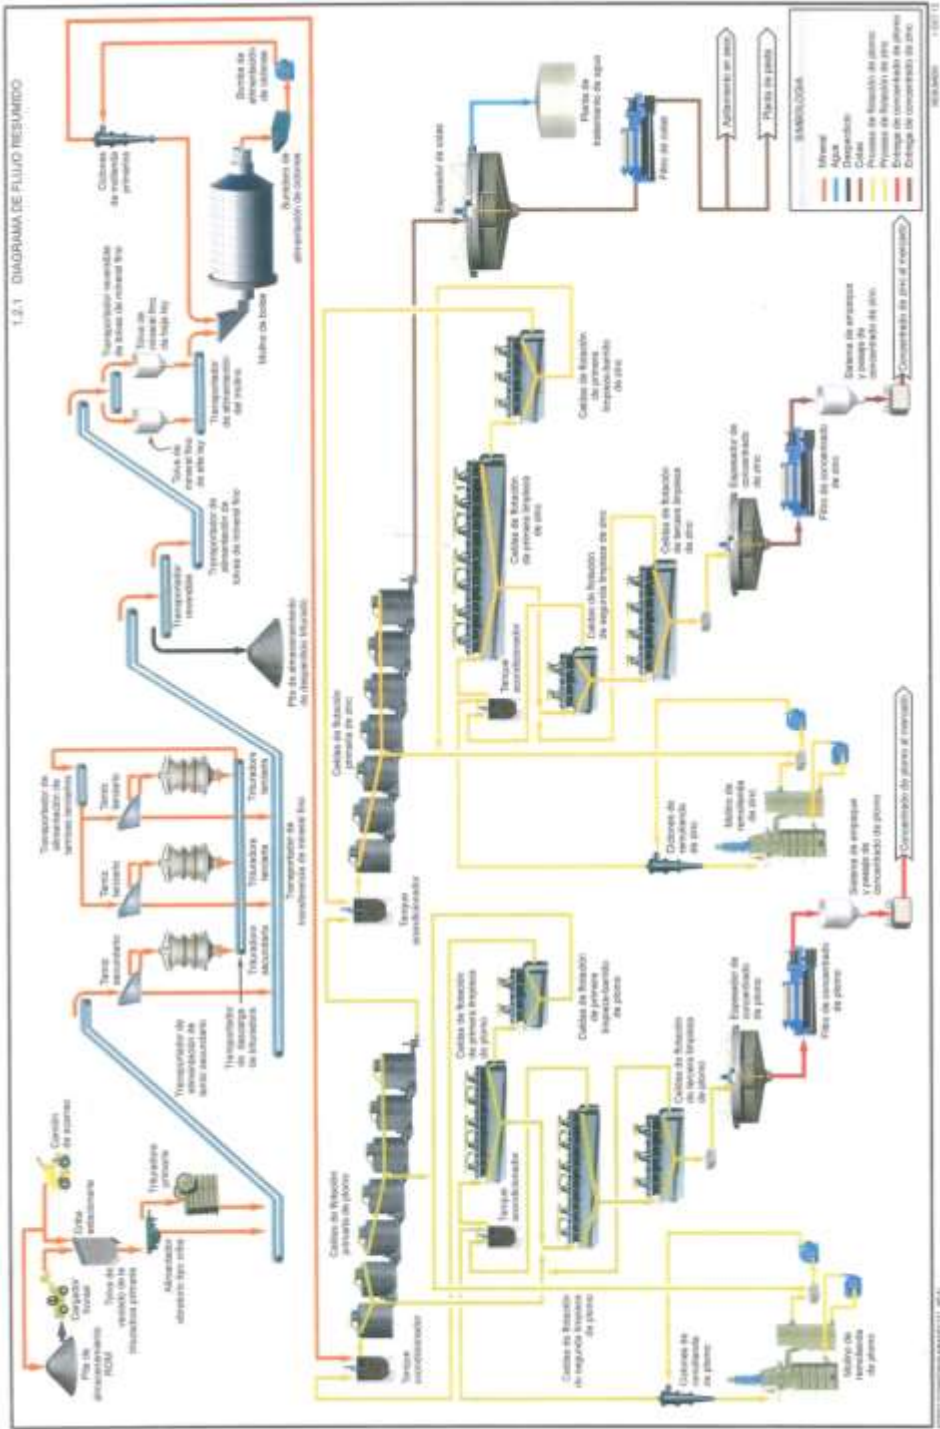 1.2.1 DIAGRAMA DE FLUJO RESUMIDO
Camión
de acarreo
Cargador
frontal
Pila de
almacenamiento
ROM
Criba
estacionaria
Tolva de
vaciado de la
trituradora primaria
Alimentador
vibratorio tipo criba
Trituradora
primaria
Transportador de
alimentación de
tamiz secundario
Tamiz
secundario
Trituradora
secundaria
Transportador
de descarga
de trituradora
Transportador de
alimentación de
tamices terciarios
Tamiz
terciario
Trituradora
terciaria
Tamiz
terciario
Trituradora
terciaria
Transportador de
transferencia de mineral fino
Transportador
reversible
Pila de almacenamiento
de desperdicio triturado
Transportador de
alimentación de
tolvas de mineral fino
Transportador reversible
de tolvas de mineral fino
Tolva de
mineral fino
de alta ley
Tolva de
mineral fino
de baja ley
Transportador
de alimentación
del molino
Molino de bolas
Ciclones
de molienda
primaria
Bomba de
alimentación
de ciclones
Sumidero de
alimentación de ciclones
Tanque
acondicionador
Celdas de flotación
primaria de plomo
Celdas de flotación
de primera limpieza
de plomo
Celdas de flotación
de primera
limpieza-barrido
de plomo
Tanque
acondicionador
Celdas de flotación
de segunda limpieza
de plomo
Celdas de flotación
de tercera limpieza
de plomo
Ciclones de
remolienda
de plomo
Molino de
remolienda
de plomo
Espesador de
concentrado
de plomo
Filtro de concentrado
de plomo
Sistema de empaque
y pesaje de
concentrado de plomo
Concentrado de plomo al mercado
Tanque
acondicionador
Celdas de flotación
primaria de zinc
Celdas de flotación
de primera limpieza
de zinc
Celdas de flotación
de primera
limpieza-barrido
de zinc
Tanque
acondicionador
Celdas de flotación
de segunda limpieza de zinc
Celdas de flotación
de tercera limpieza
de zinc
Ciclones de
remolienda
de zinc
Molino de
remolienda
de zinc
Espesador de
concentrado
de zinc
Filtro de concentrado
de zinc
Sistema de empaque
y pesaje de
concentrado de zinc
Concentrado de zinc al mercado
Espesador de colas
Planta de
tratamiento de agua
Filtro de colas
Apilamiento en seco
Planta de pasta
SIMBOLOGIA
Mineral
Agua
Desperdicio
Colas
Proceso de flotación de plomo
Proceso de flotación de zinc
Entrega de concentrado de plomo
Entrega de concentrado de zinc